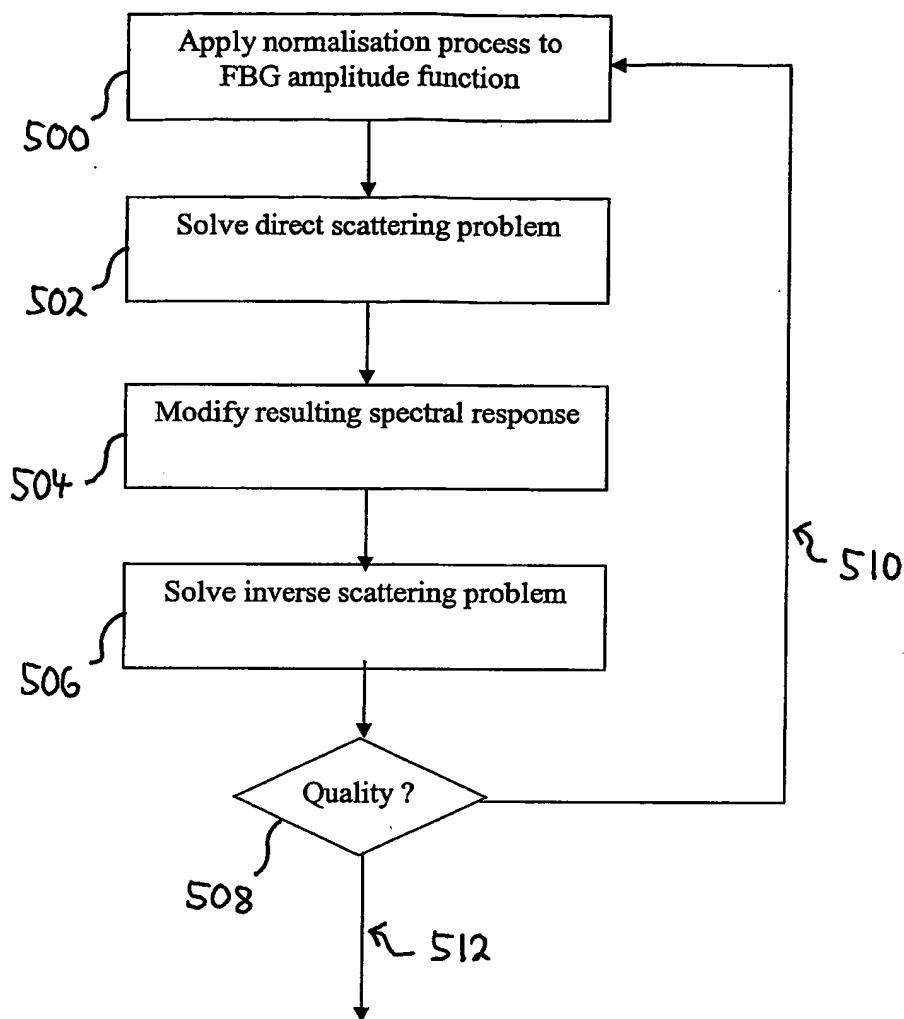 Apply normalisation process to
FBG amplitude function
500
Solve direct scattering problem
502
Modify resulting spectral response
504
510
Solve inverse scattering problem
506
Quality ?
508
512